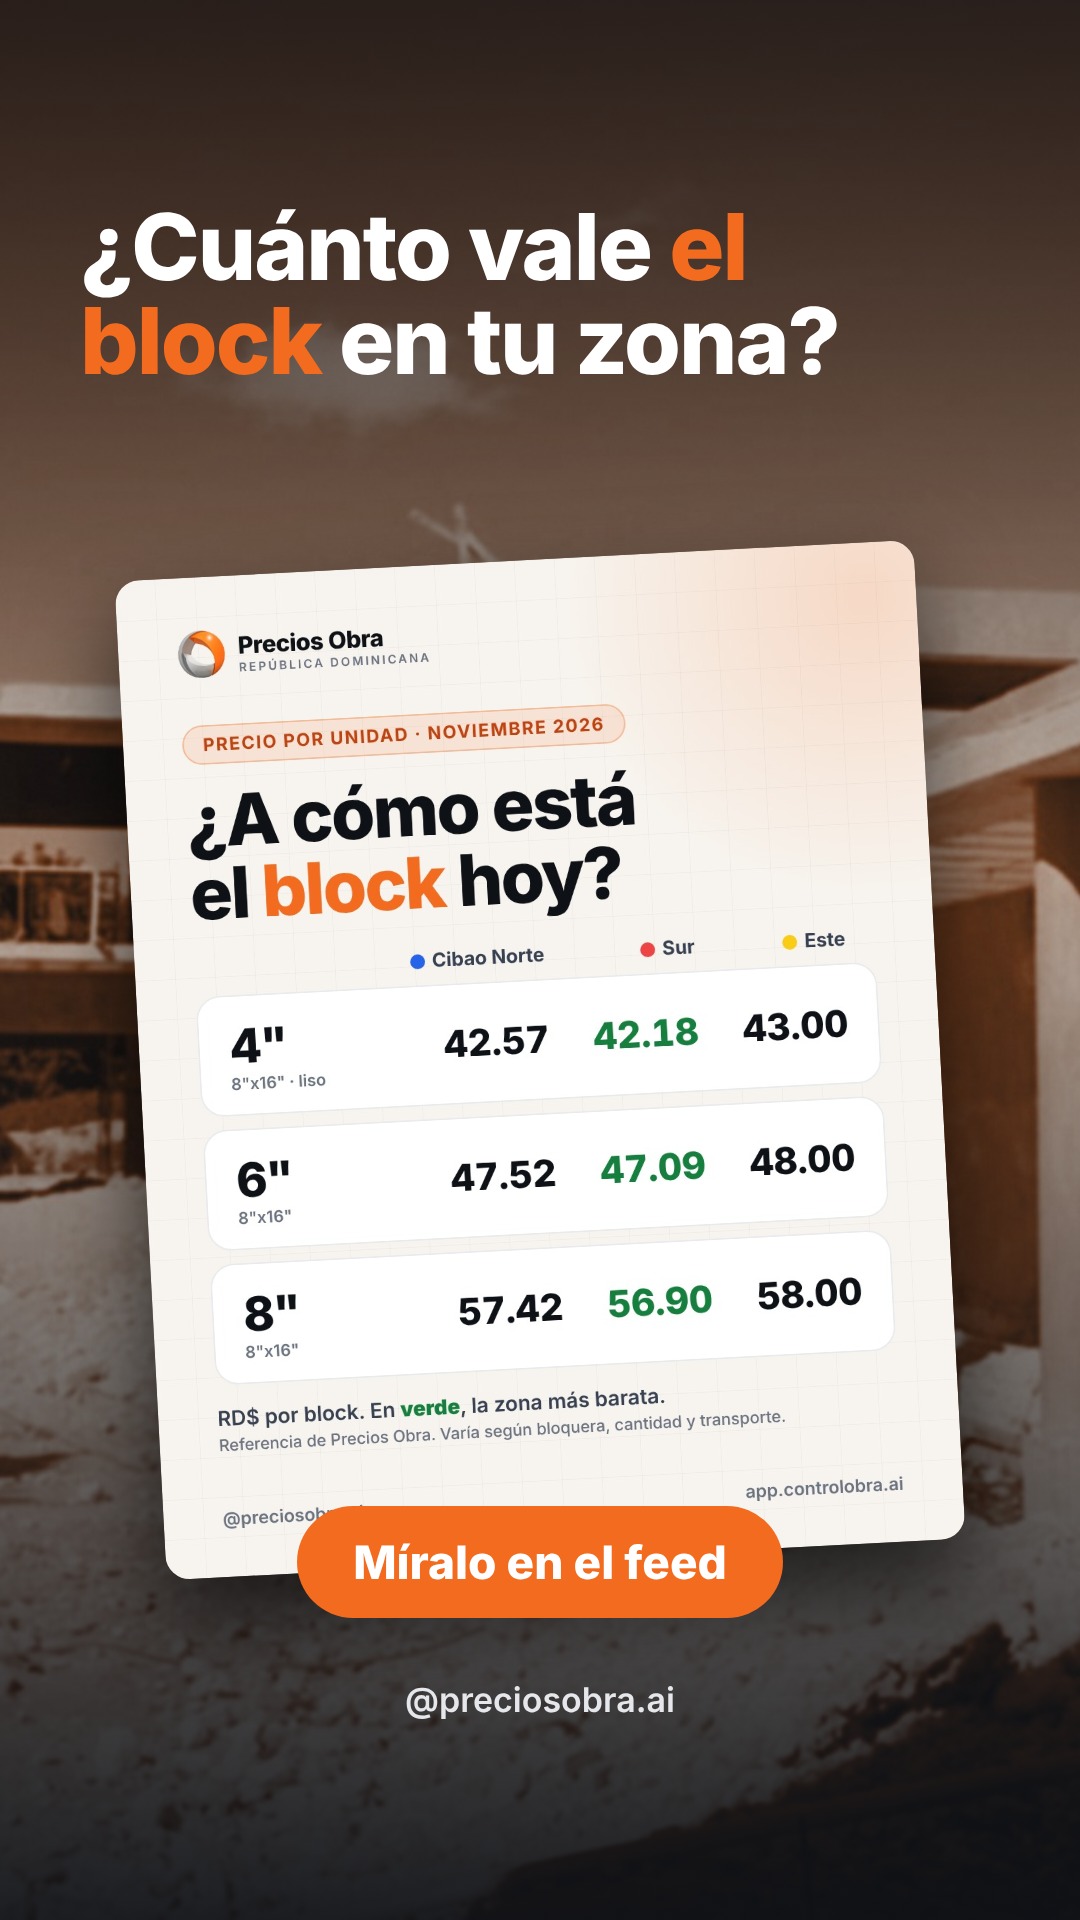 ¿Cuánto vale el
block en tu zona?
Precios Obra
REPÚBLICA DOMINICANA
PRECIO POR UNIDAD · NOVIEMBRE 2026
¿A cómo está
el block hoy?
Cibao Norte Sur Este
4" 42.57 42.18 43.00
8"x16" · liso
6" 47.52 47.09 48.00
8"x16"
8" 57.42 56.90 58.00
8"x16"
RD$ por block. En verde, la zona más barata.
Referencia de Precios Obra. Varía según bloquera, cantidad y transporte.
app.controlobra.ai
Míralo en el feed
@preciosobra.ai